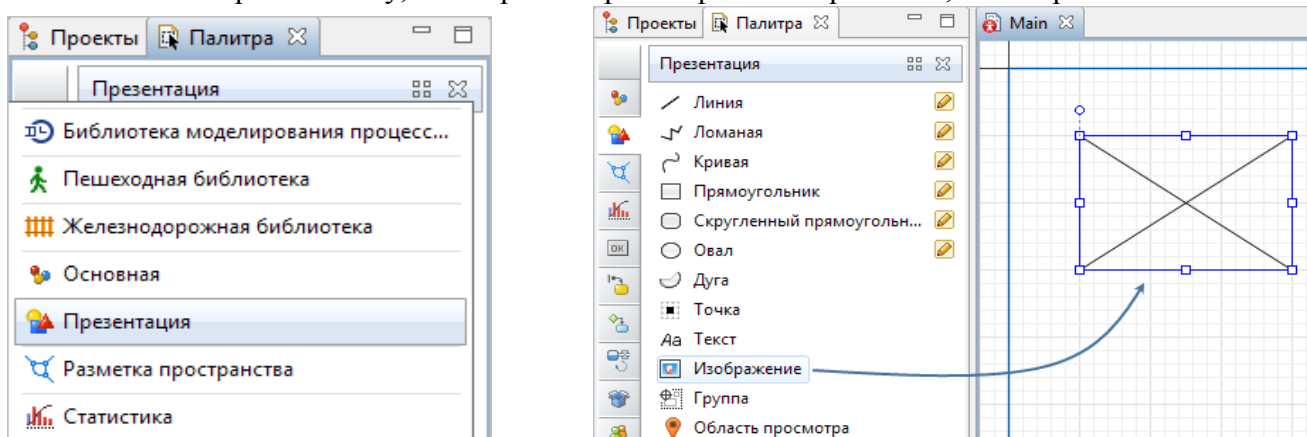 Проекты Палитра
Презентация
Библиотека моделирования процесс...
Пешеходная библиотека
Железнодорожная библиотека
Основная
Презентация
Разметка пространства
Статистика
Проекты Палитра
Main
Презентация
Линия
Ломаная
Кривая
Прямоугольник
Скругленный прямоугольн...
OK
Овал
Дуга
Точка
Aa Текст
Изображение
Группа
Область просмотра